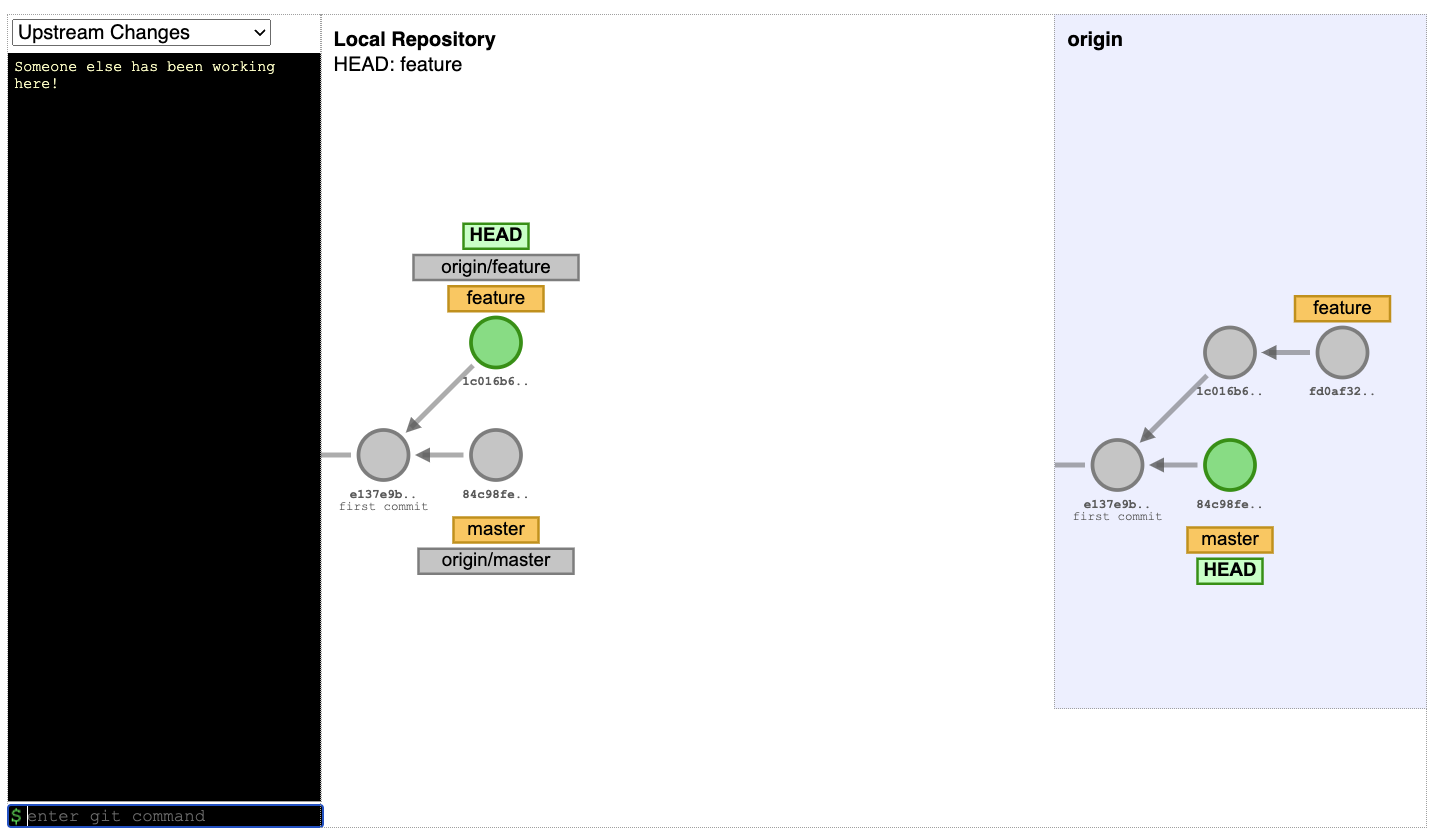 Upstream Changes
Someone else has been working
here!
$ enter git command
Local Repository
HEAD: feature
HEAD
origin/feature
feature
1c016b6..
e137e9b..
first commit
84c98fe..
master
origin/master
origin
feature
1c016b6..
fd0af32..
e137e9b..
first commit
84c98fe..
master
HEAD